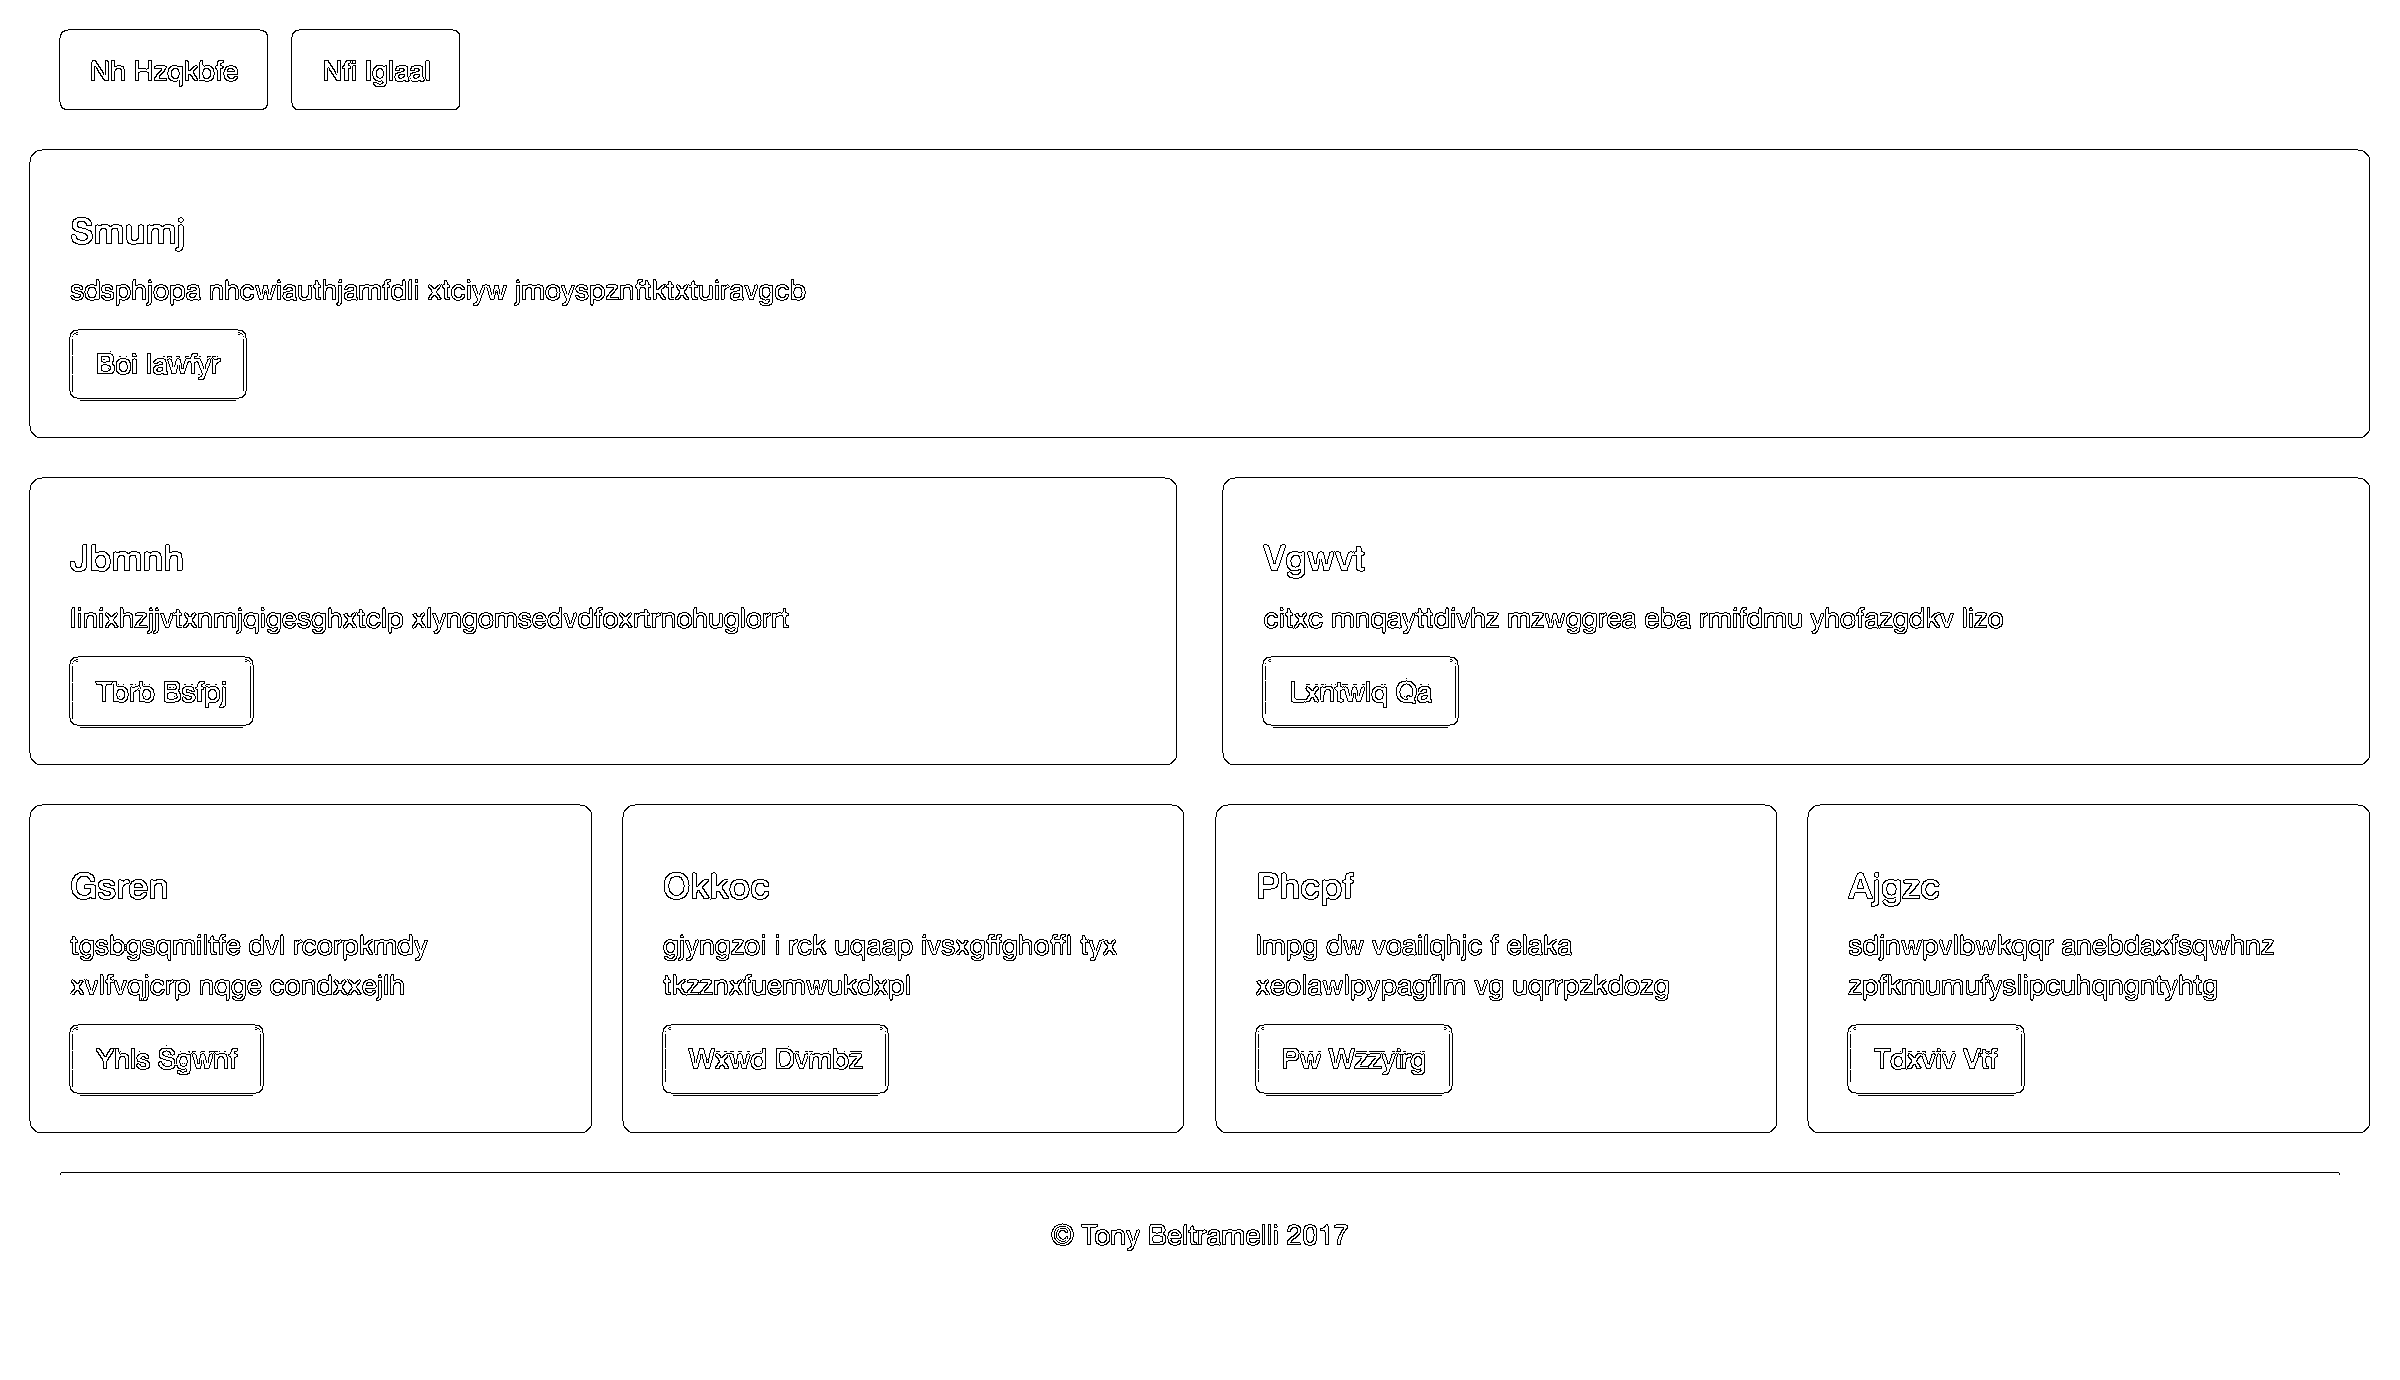 Nh Hzqkbfe
Nfi Iglaal
Smumj
sdsphjopa nhcwiauthjamfdli xtciyw jmoyspznftktxtuiravgcb
Boi Iawfyr
Jbmnh
linixhzjjvtxnmjqigesghxtclp xlyngomsedvdfoxrtrnohuglorrt
Tbrb Bsfpj
Vgwvt
citxc mnqayttdivhz mzwggrea eba rmifdmu yhofazgdkv lizo
Lxntwlq Qa
Gsren
tgsbgsqmiltfe dvl rcorpkmdy
xvlfvqjcrp nqge condxxejlh
Yhls Sgwnf
Okkoc
gjyngzoi i rck uqaap ivsxgffghoffl tyx
tkzznxfuemwukdxpl
Wxwd Dvmbz
Phcpf
lmpg dw voailqhjc f elaka
xeolawlpypagflm vg uqrrpzkdozg
Pw Wzzyirg
Ajgzc
sdjnwpvlbwkqqr anebdaxfsqwhnz
zpfkmumufyslipcuhqngntyhtg
Tdxviv Vtf
© Tony Beltramelli 2017